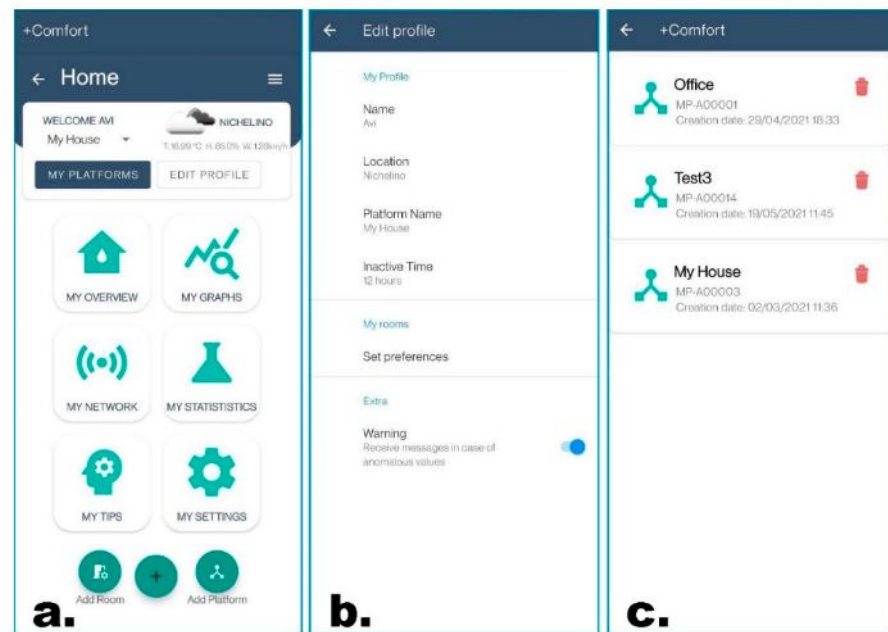 +Comfort
← Home
WELCOME AVI
NICHELINO
My House
T: 16.99°C H: 85.0% W: 1.28km/h
MY PLATFORMS
EDIT PROFILE
MY OVERVIEW
MY GRAPHS
MY NETWORK
MY STATISTISTICS
MY TIPS
MY SETTINGS
+
Add Room
Add Platform
a.
← Edit profile
My Profile
Name
Avi
Location
Nichelino
Platform Name
My House
Inactive Time
12 hours
My rooms
Set preferences
Extra
Warning
Receive messages in case of
anomalous values
b.
← +Comfort
Office
MP-A00001
Creation date: 29/04/2021 18:33
Test3
MP-A00014
Creation date: 19/05/2021 11:45
My House
MP-A00003
Creation date: 02/03/2021 11:36
c.